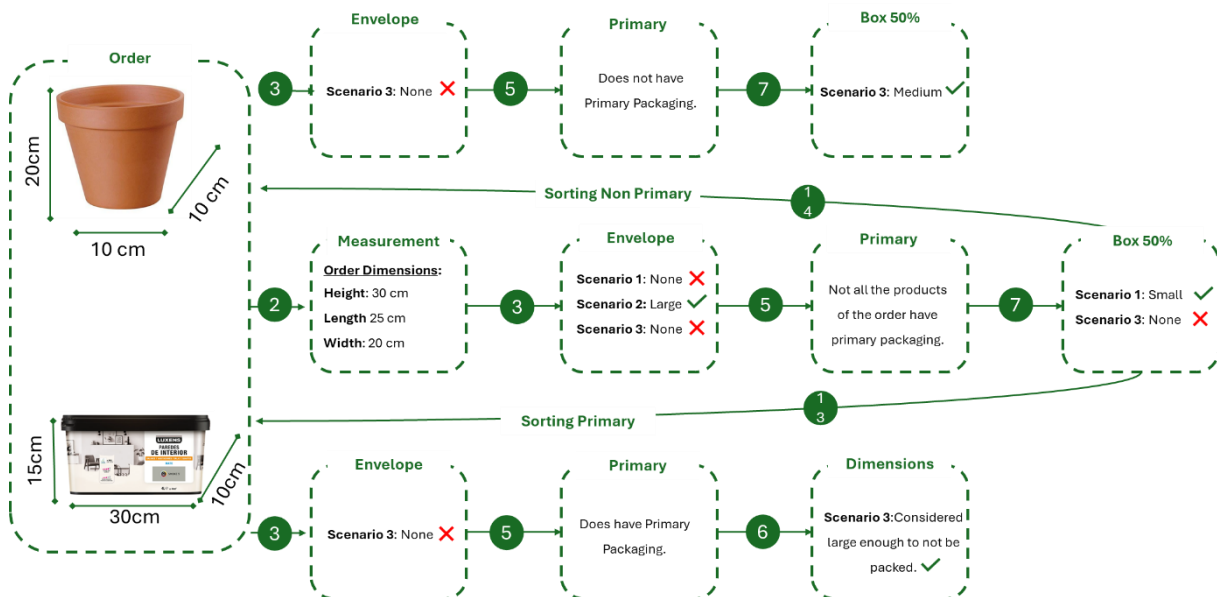 Order
20cm
10 cm
10 cm
LUXENS
PAREDES
DE INTERIOR
15cm
10cm
30cm
3
Envelope
Scenario 3: None
5
Primary
Does not have
Primary Packaging.
7
Box 50%
Scenario 3: Medium
Sorting Non Primary
1
4
2
Measurement
Order Dimensions:
Height: 30 cm
Length 25 cm
Width: 20 cm
3
Envelope
Scenario 1: None
Scenario 2: Large
Scenario 3: None
5
Primary
Not all the products
of the order have
primary packaging.
7
Box 50%
Scenario 1: Small
Scenario 3: None
Sorting Primary
1
3
3
Envelope
Scenario 3: None
5
Primary
Does have Primary
Packaging.
6
Dimensions
Scenario 3:Considered
large enough to not be
packed.